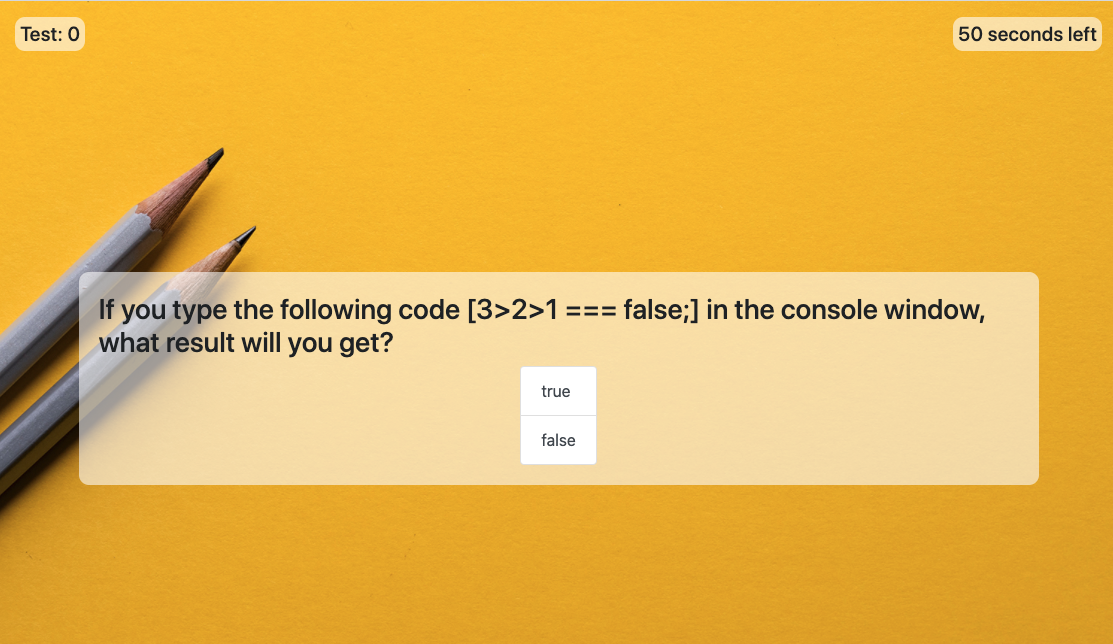 Test: 0
50 seconds left
If you type the following code [3>2>1 === false;] in the console window,
what result will you get?
true
false